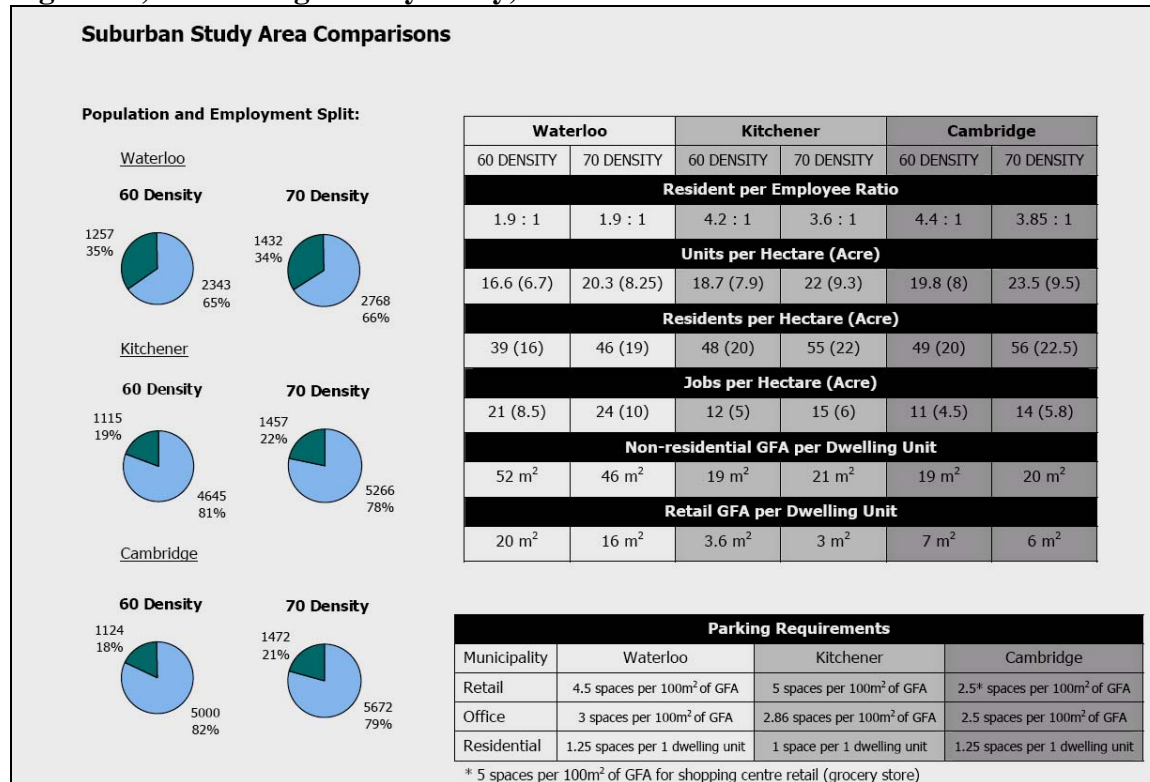 Suburban Study Area Comparisons
Population and Employment Split:
Waterloo
60 Density 70 Density
1257
35%
2343
65%
1432
34%
2768
66%
Kitchener
60 Density 70 Density
1115
19%
4645
81%
1457
22%
5266
78%
Cambridge
60 Density 70 Density
1124
18%
5000
82%
1472
21%
5672
79%
Waterloo Kitchener Cambridge
60 DENSITY 70 DENSITY 60 DENSITY 70 DENSITY 60 DENSITY 70 DENSITY
Resident per Employee Ratio
1.9 : 1 1.9 : 1 4.2 : 1 3.6 : 1 4.4 : 1 3.85 : 1
Units per Hectare (Acre)
16.6 (6.7) 20.3 (8.25) 18.7 (7.9) 22 (9.3) 19.8 (8) 23.5 (9.5)
Residents per Hectare (Acre)
39 (16) 46 (19) 48 (20) 55 (22) 49 (20) 56 (22.5)
Jobs per Hectare (Acre)
21 (8.5) 24 (10) 12 (5) 15 (6) 11 (4.5) 14 (5.8)
Non-residential GFA per Dwelling Unit
52 m² 46 m² 19 m² 21 m² 19 m² 20 m²
Retail GFA per Dwelling Unit
20 m² 16 m² 3.6 m² 3 m² 7 m² 6 m²
Parking Requirements
Municipality Waterloo Kitchener Cambridge
Retail 4.5 spaces per 100m² of GFA 5 spaces per 100m² of GFA 2.5* spaces per 100m² of GFA
Office 3 spaces per 100m² of GFA 2.86 spaces per 100m² of GFA 2.5 spaces per 100m² of GFA
Residential 1.25 spaces per 1 dwelling unit 1 space per 1 dwelling unit 1.25 spaces per 1 dwelling unit
* 5 spaces per 100m² of GFA for shopping centre retail (grocery store)